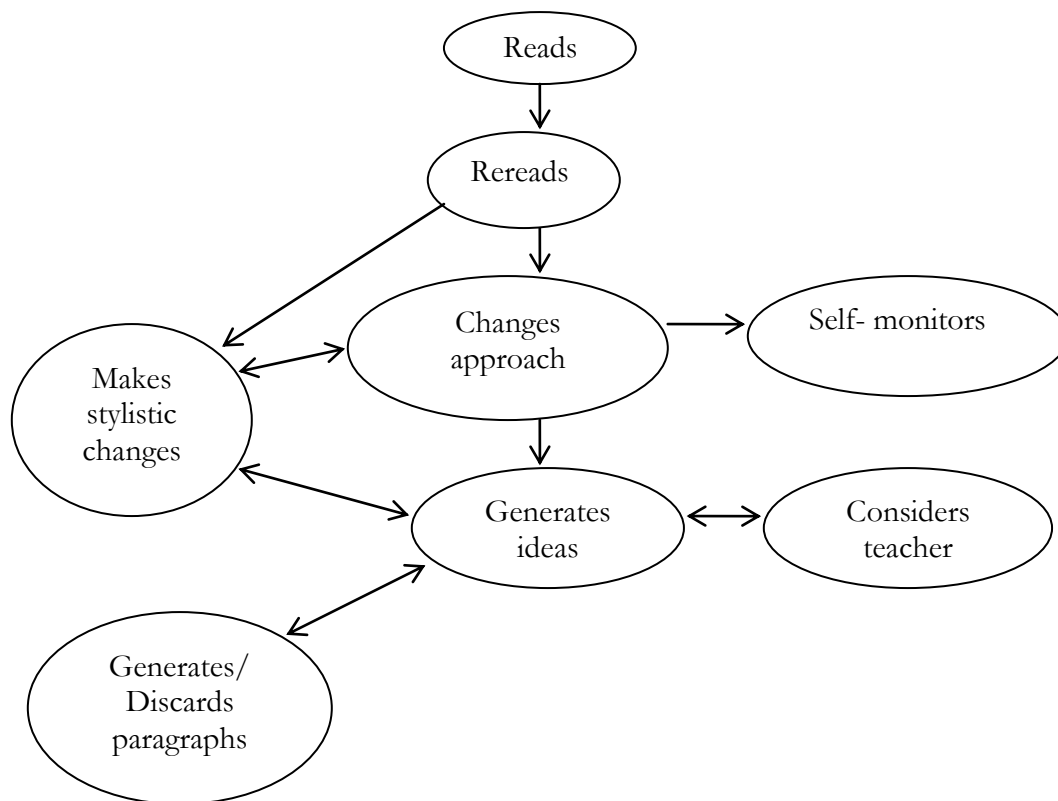 Reads
Rereads
Changes
approach
Self- monitors
Makes
stylistic
changes
Generates
ideas
Considers
teacher
Generates/
Discards
paragraphs